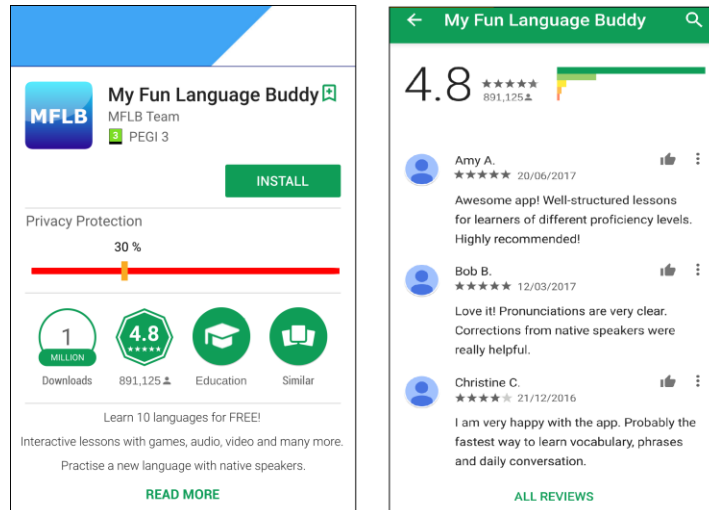 My Fun Language Buddy
MFLB
MFLB Team
3 PEGI 3
INSTALL
Privacy Protection
30 %
1
MILLION
Downloads
4.8
891,125
Education
Similar
Learn 10 languages for FREE!
Interactive lessons with games, audio, video and many more.
Practise a new language with native speakers.
READ MORE
My Fun Language Buddy
4.8
891,125
Amy A.
20/06/2017
Awesome app! Well-structured lessons
for learners of different proficiency levels.
Highly recommended!
Bob B.
12/03/2017
Love it! Pronunciations are very clear.
Corrections from native speakers were
really helpful.
Christine C.
21/12/2016
I am very happy with the app. Probably the
fastest way to learn vocabulary, phrases
and daily conversation.
ALL REVIEWS